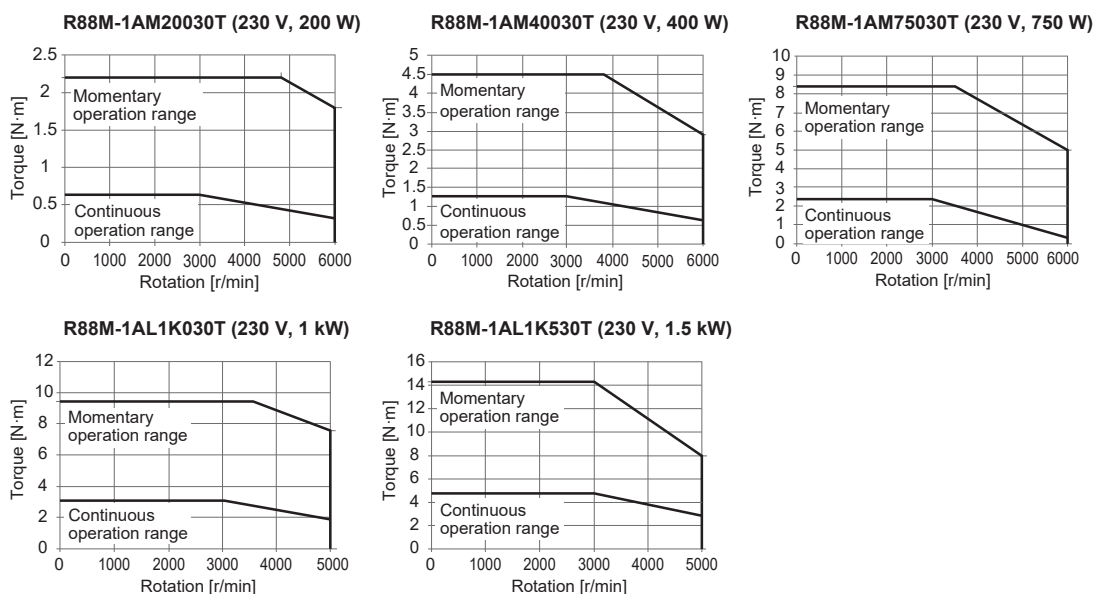 R88M-1AM20030T (230 V, 200 W)
2.5
2
1.5
1
0.5
0
Torque [N·m]
Momentary
operation range
Continuous
operation range
0 1000 2000 3000 4000 5000 6000
Rotation [r/min]
R88M-1AM40030T (230 V, 400 W)
5
4.5
4
3.5
3
2.5
2
1.5
1
0.5
0
Torque [N·m]
Momentary
operation range
Continuous
operation range
0 1000 2000 3000 4000 5000 6000
Rotation [r/min]
R88M-1AM75030T (230 V, 750 W)
10
9
8
7
6
5
4
3
2
1
0
Torque [N·m]
Momentary
operation range
Continuous
operation range
0 1000 2000 3000 4000 5000 6000
Rotation [r/min]
R88M-1AL1K030T (230 V, 1 kW)
12
10
8
6
4
2
0
Torque [N·m]
Momentary
operation range
Continuous
operation range
0 1000 2000 3000 4000 5000
Rotation [r/min]
R88M-1AL1K530T (230 V, 1.5 kW)
16
14
12
10
8
6
4
2
0
Torque [N·m]
Momentary
operation range
Continuous
operation range
0 1000 2000 3000 4000 5000
Rotation [r/min]